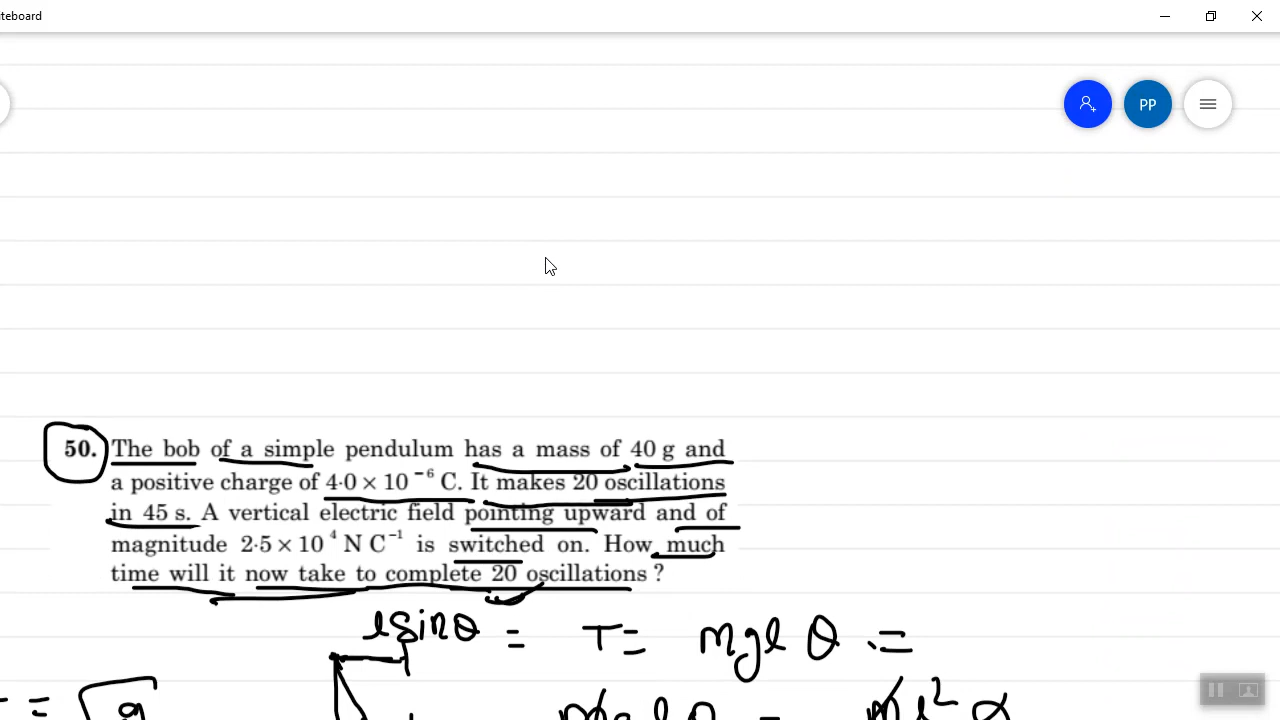 teboard
PP
50. The bob of a simple pendulum has a mass of 40 g and
a positive charge of 4·0 × 10⁻⁶ C. It makes 20 oscillations
in 45 s. A vertical electric field pointing upward and of
magnitude 2·5 × 10⁴ N C⁻¹ is switched on. How much
time will it now take to complete 20 oscillations ?
lsinθ = T = mglθ =